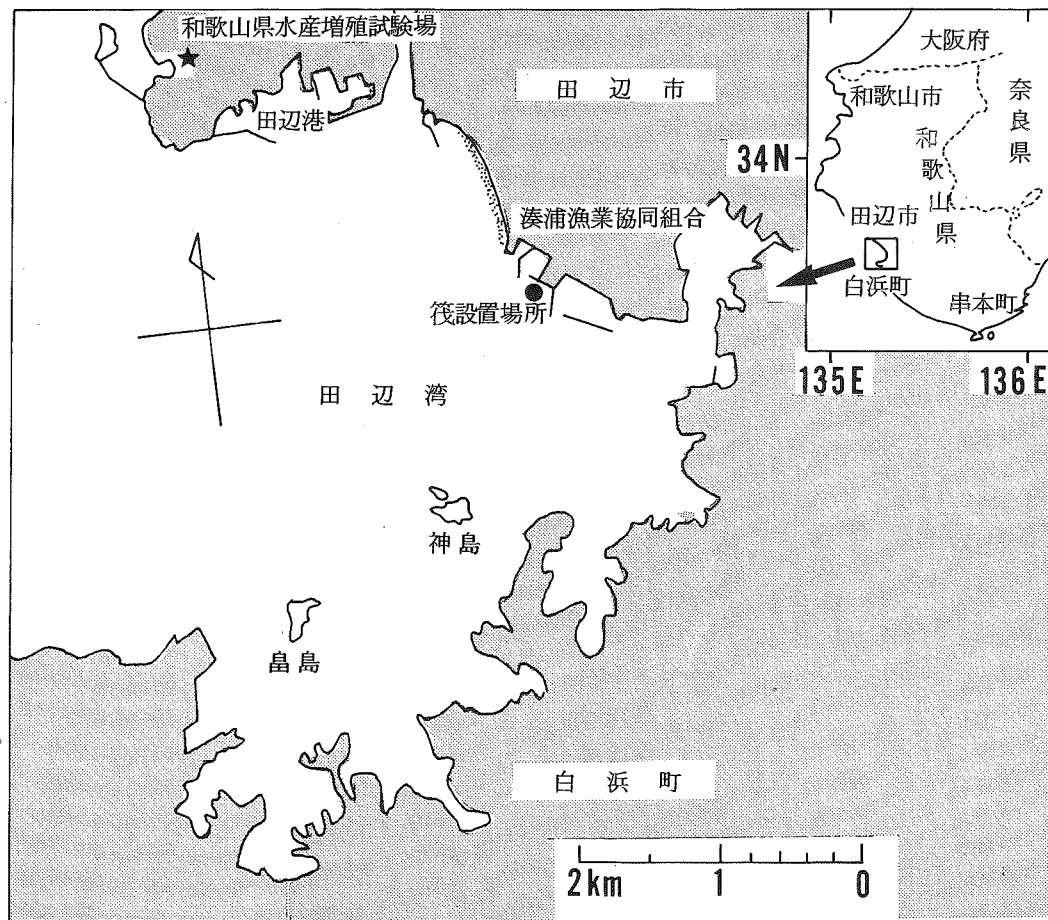 和歌山県水産増殖試験場
田辺港
田辺市
湊浦漁業協同組合
筏設置場所
田辺湾
神島
畠島
白浜町
2km 1 0
大阪府
和歌山市
奈良県
和歌山県
34N
田辺市
白浜町
串本町
135E 136E